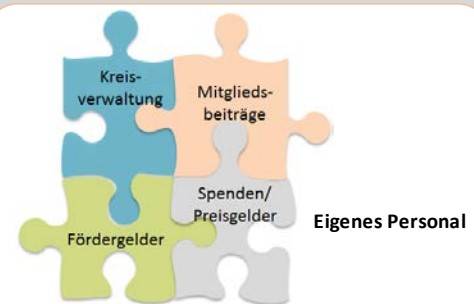 Kreis-
verwaltung
Mitglieds-
beiträge
Fördergelder
Spenden/
Preisgelder
Eigenes Personal